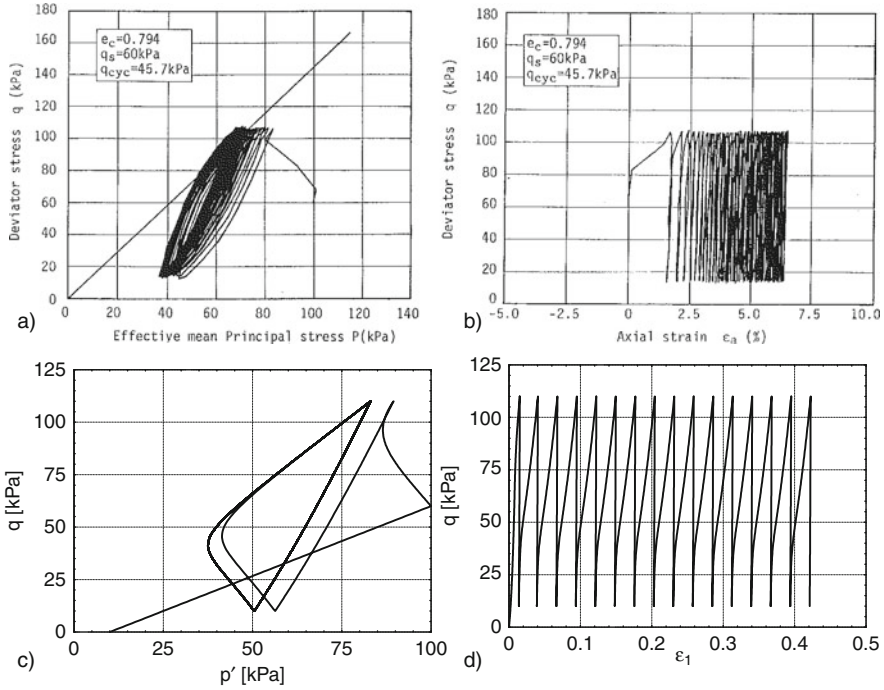 180
160
140
120
100
80
60
40
20
0
Deviator stress q (kPa)
e_c=0.794
q_s=60kPa
q_cyc=45.7kPa
0 20 40 60 80 100 120 140
Effective mean Principal stress P(kPa)
a)
180
160
140
120
100
80
60
40
20
0
Deviator stress q (kPa)
e_c=0.794
q_s=60kPa
q_cyc=45.7kPa
-5.0 -2.5 0 2.5 5.0 7.5 10.0
Axial strain ε_a (%)
b)
125
100
75
50
25
0
q [kPa]
0 25 50 75 100
p′ [kPa]
c)
125
100
75
50
25
0
q [kPa]
0 0.1 0.2 0.3 0.4 0.5
ε_1
d)